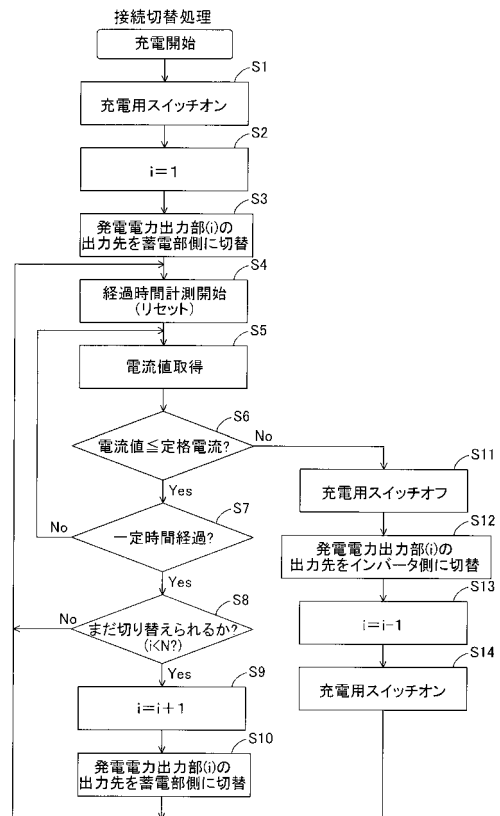 接続切替処理
充電開始
S1
充電用スイッチオン
S2
i=1
S3
発電電力出力部(i)の
出力先を蓄電部側に切替
S4
経過時間計測開始
(リセット)
S5
電流値取得
S6
電流値≦定格電流?
No
Yes
S7
一定時間経過?
No
Yes
S8
まだ切り替えられるか?
(i<N?)
No
Yes
S9
i=i+1
S10
発電電力出力部(i)の
出力先を蓄電部側に切替
S11
充電用スイッチオフ
S12
発電電力出力部(i)の
出力先をインバータ側に切替
S13
i=i-1
S14
充電用スイッチオン